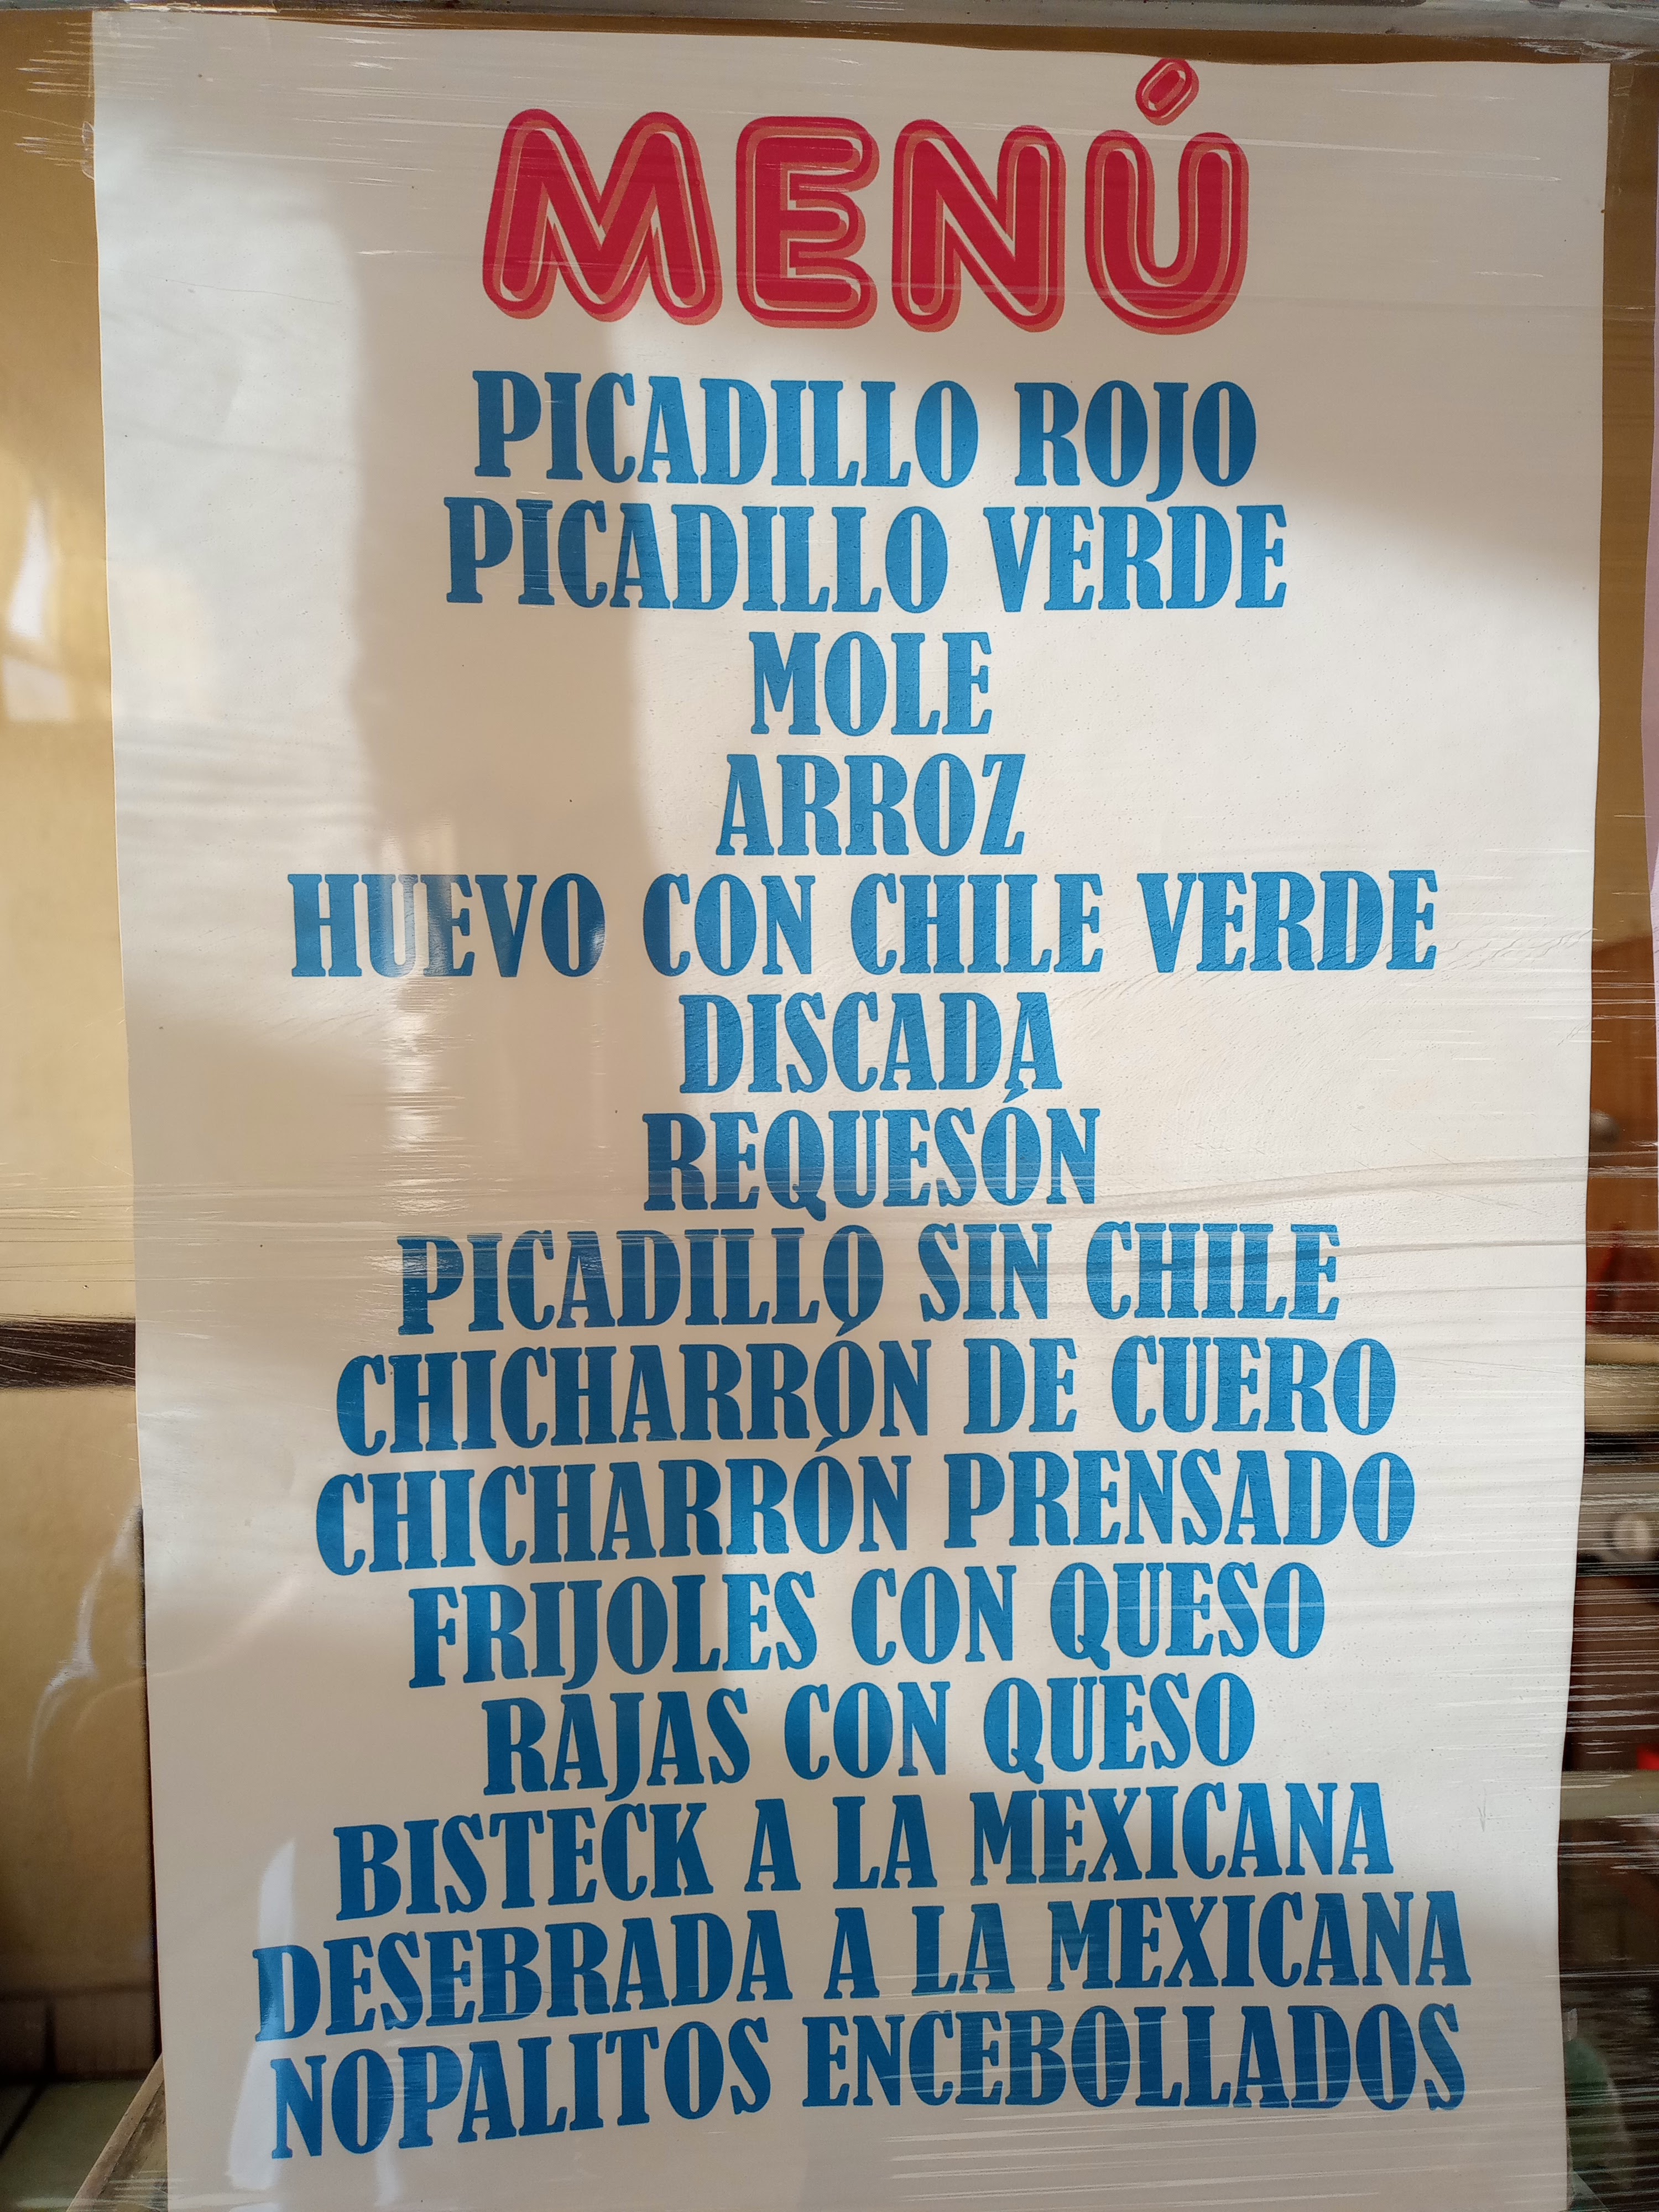 MENÚ
PICADILLO ROJO
PICADILLO VERDE
MOLE
ARROZ
HUEVO CON CHILE VERDE
DISCADA
REQUESÓN
PICADILLO SIN CHILE
CHICHARRÓN DE CUERO
CHICHARRÓN PRENSADO
FRIJOLES CON QUESO
RAJAS CON QUESO
BISTECK A LA MEXICANA
DESEBRADA A LA MEXICANA
NOPALITOS ENCEBOLLADOS